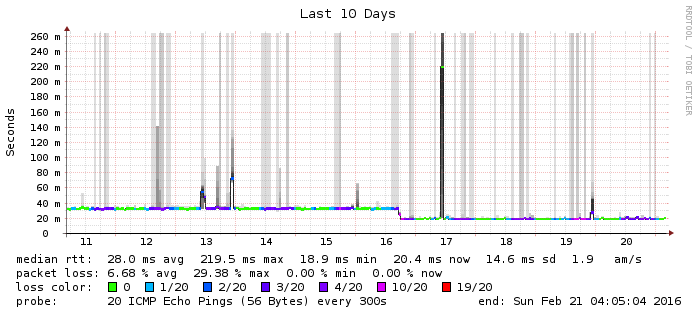 Last 10 Days
RRDTOOL / TOBI OETIKER
Seconds
260 m
240 m
220 m
200 m
180 m
160 m
140 m
120 m
100 m
80 m
60 m
40 m
20 m
0
11 12 13 14 15 16 17 18 19 20
median rtt: 28.0 ms avg 219.5 ms max 18.9 ms min 20.4 ms now 14.6 ms sd 1.9 am/s
packet loss: 6.68 % avg 29.38 % max 0.00 % min 0.00 % now
loss color: 0 1/20 2/20 3/20 4/20 10/20 19/20
probe: 20 ICMP Echo Pings (56 Bytes) every 300s end: Sun Feb 21 04:05:04 2016